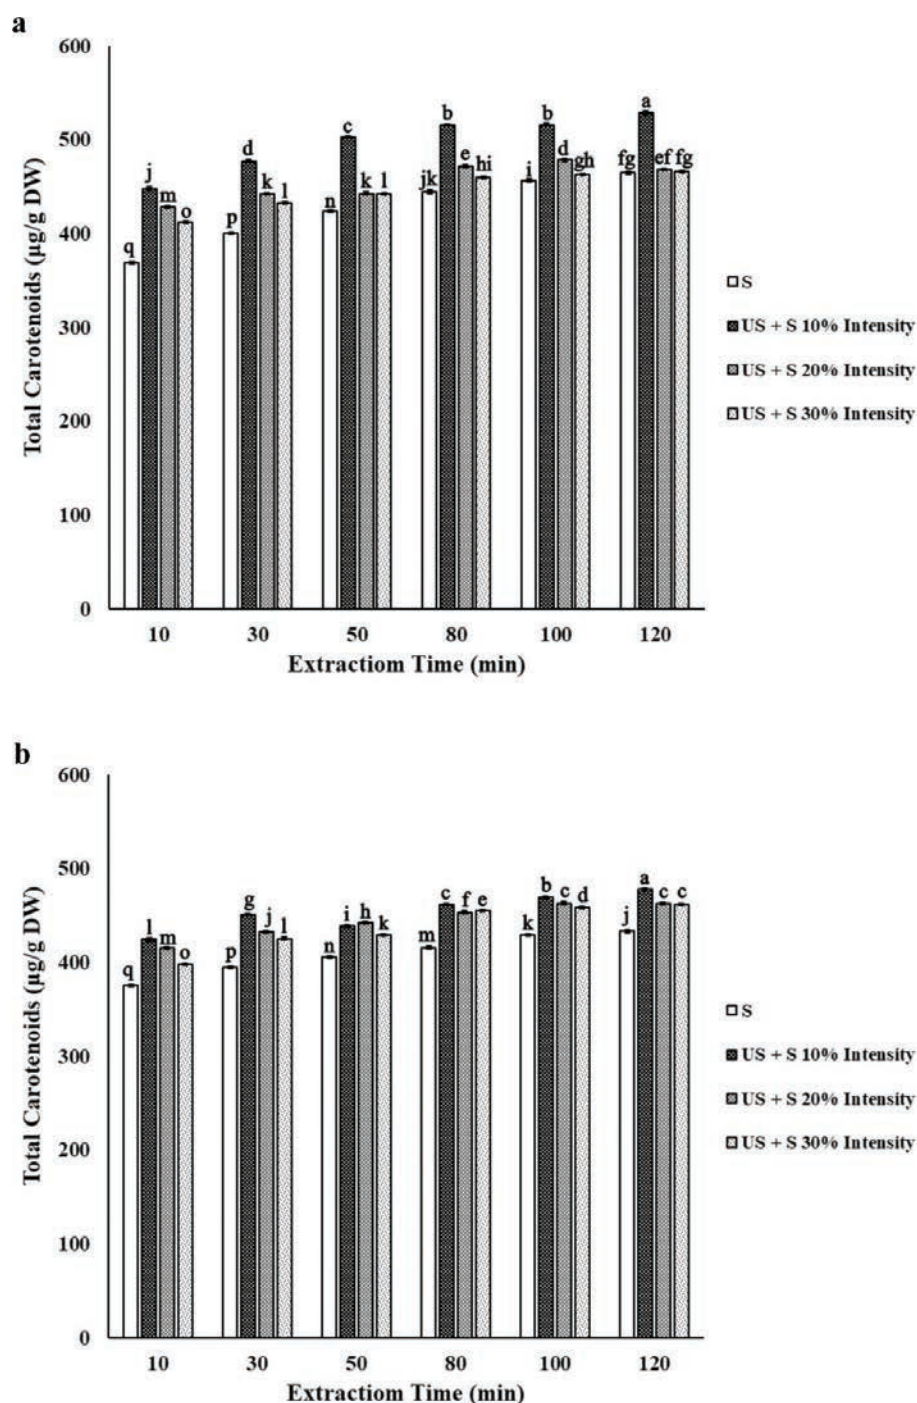 a
600
500
400
300
200
100
0
Total Carotenoids (µg/g DW)
q j m o p d k l n c k l jk b e hi i b d gh fg a ef fg
10 30 50 80 100 120
Extractiom Time (min)
S
US + S 10% Intensity
US + S 20% Intensity
US + S 30% Intensity
b
600
500
400
300
200
100
0
Total Carotenoids (µg/g DW)
q l m o p g j l n i h k m c f e k b c d j a c c
10 30 50 80 100 120
Extractiom Time (min)
S
US + S 10% Intensity
US + S 20% Intensity
US + S 30% Intensity